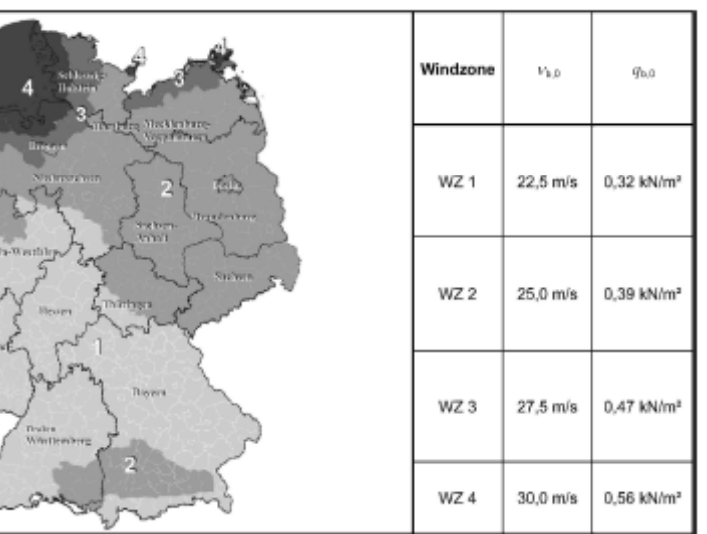 4
4
4
Schleswig-
Holstein
3
3
Hamburg
Mecklenburg-
Vorpommern
Bremen
Niedersachsen
2
Berlin
Brandenburg
Sachsen-
Anhalt
Sachsen
Hessen
Thüringen
1
Bayern
Baden-
Württemberg
2
Windzone v b,0 q b,0
WZ 1 22,5 m/s 0,32 kN/m²
WZ 2 25,0 m/s 0,39 kN/m²
WZ 3 27,5 m/s 0,47 kN/m²
WZ 4 30,0 m/s 0,56 kN/m²